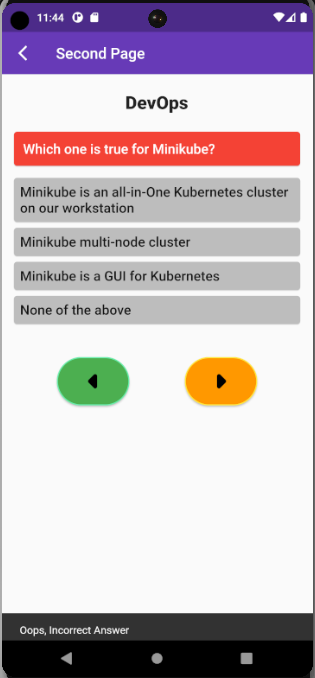 11:44
Second Page
DevOps
Which one is true for Minikube?
Minikube is an all-in-One Kubernetes cluster
on our workstation
Minikube multi-node cluster
Minikube is a GUI for Kubernetes
None of the above
Oops, Incorrect Answer